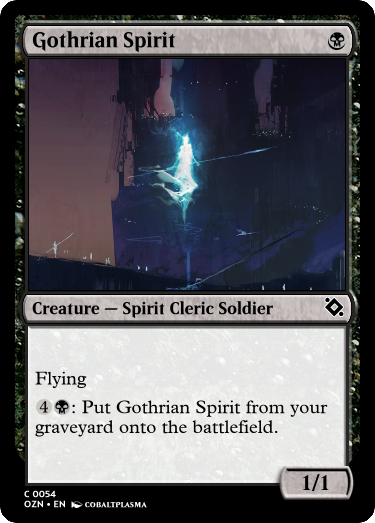 Gothrian Spirit
Creature — Spirit Cleric Soldier
Flying
4: Put Gothrian Spirit from your
graveyard onto the battlefield.
1/1
C 0054
OZN • EN COBALTPLASMA